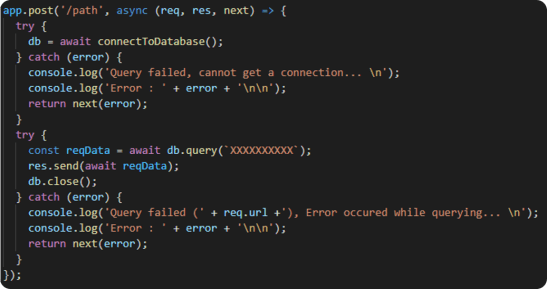 app.post('/path', async (req, res, next) => {
  try {
    db = await connectToDatabase();
  } catch (error) {
    console.log('Query failed, cannot get a connection... \n');
    console.log('Error : ' + error + '\n\n');
    return next(error);
  }
  try {
    const reqData = await db.query(`XXXXXXXXXX`);
    res.send(await reqData);
    db.close();
  } catch (error) {
    console.log('Query failed (' + req.url +'), Error occured while querying... \n');
    console.log('Error : ' + error + '\n\n');
    return next(error);
  }
});